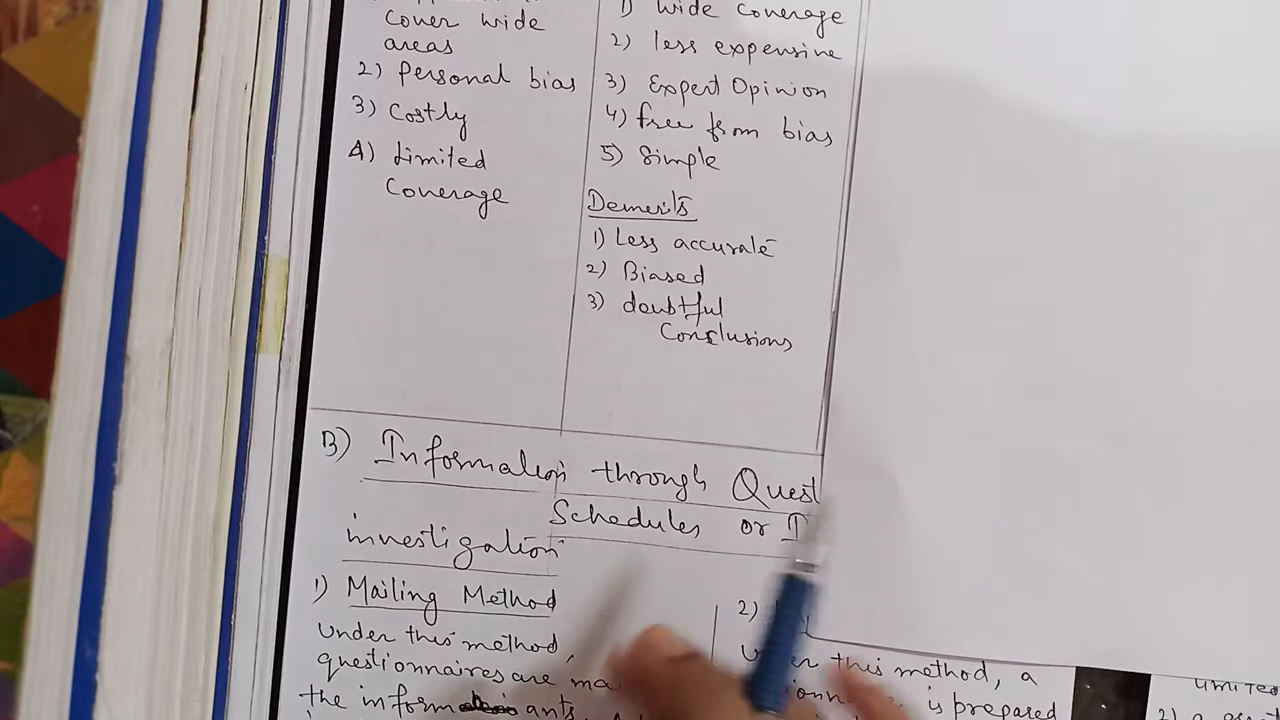 cover wide
areas
2) Personal bias
3) Costly
4) Limited
Coverage
1) Wide Coverage
2) less expensive
3) Expert Opinion
4) free from bias
5) Simple
Demerits
1) Less accurate
2) Biased
3) doubtful
Conclusions
B) Information through
Schedules or
investigation
1) Mailing Method
Under this method,
questionnaires are
the informants.
2)
this method, a
is prepared
limited
2)